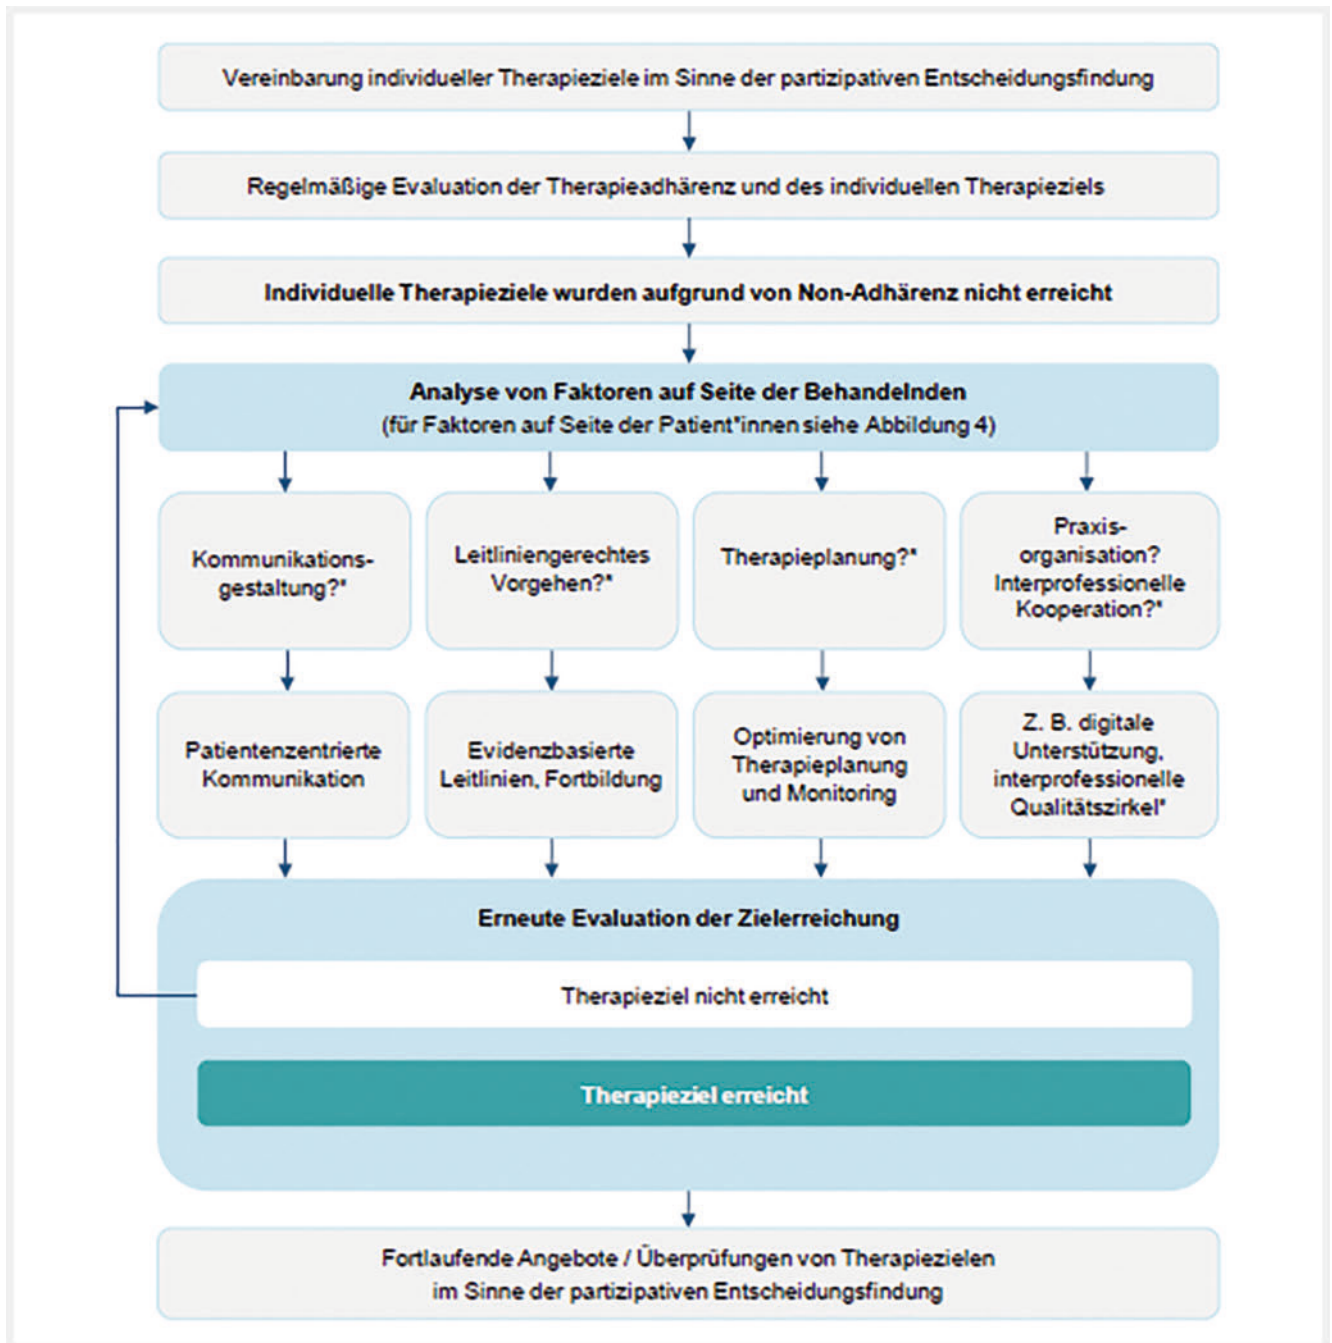 Vereinbarung individueller Therapieziele im Sinne der partizipativen Entscheidungsfindung
Regelmäßige Evaluation der Therapieadhärenz und des individuellen Therapieziels
Individuelle Therapieziele wurden aufgrund von Non-Adhärenz nicht erreicht
Analyse von Faktoren auf Seite der Behandelnden
(für Faktoren auf Seite der Patient*innen siehe Abbildung 4)
Kommunikations-
gestaltung?*
Leitliniengerechtes
Vorgehen?*
Therapieplanung?*
Praxis-
organisation?
Interprofessionelle
Kooperation?*
Patientenzentrierte
Kommunikation
Evidenzbasierte
Leitlinien, Fortbildung
Optimierung von
Therapieplanung
und Monitoring
Z. B. digitale
Unterstützung,
interprofessionelle
Qualitätszirkel*
Erneute Evaluation der Zielerreichung
Therapieziel nicht erreicht
Therapieziel erreicht
Fortlaufende Angebote / Überprüfungen von Therapiezielen
im Sinne der partizipativen Entscheidungsfindung